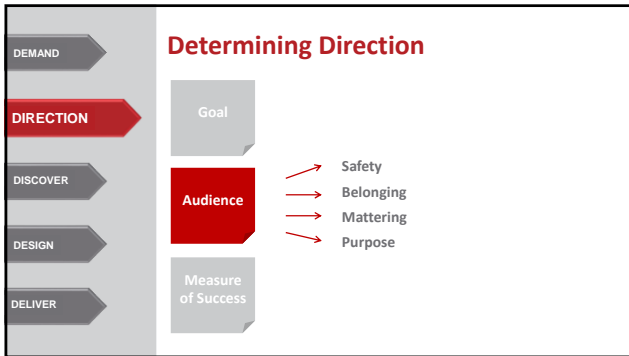 DEMAND
DIRECTION
DISCOVER
DESIGN
DELIVER
Determining Direction
Goal
Audience
Safety
Belonging
Mattering
Purpose
Measure
of Success